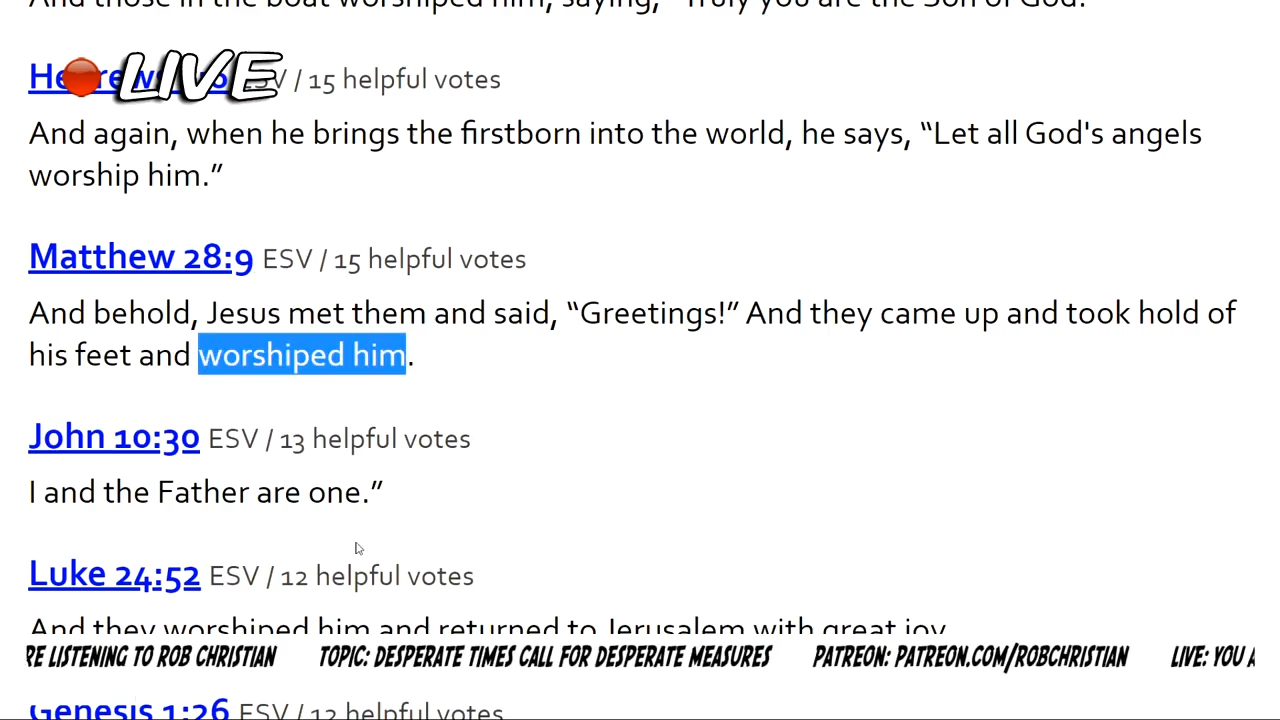 And those in the boat worshiped him, saying, “Truly you are the Son of God.”
LIVE
ESV / 15 helpful votes
And again, when he brings the firstborn into the world, he says, “Let all God's angels
worship him.”
Matthew 28:9 ESV / 15 helpful votes
And behold, Jesus met them and said, “Greetings!” And they came up and took hold of
his feet and worshiped him.
John 10:30 ESV / 13 helpful votes
I and the Father are one.”
Luke 24:52 ESV / 12 helpful votes
And they worshiped him and returned to Jerusalem with great joy
RE LISTENING TO ROB CHRISTIAN TOPIC: DESPERATE TIMES CALL FOR DESPERATE MEASURES PATREON: PATREON.COM/ROBCHRISTIAN LIVE: YOU A
Genesis 1:26 ESV / 12 helpful votes